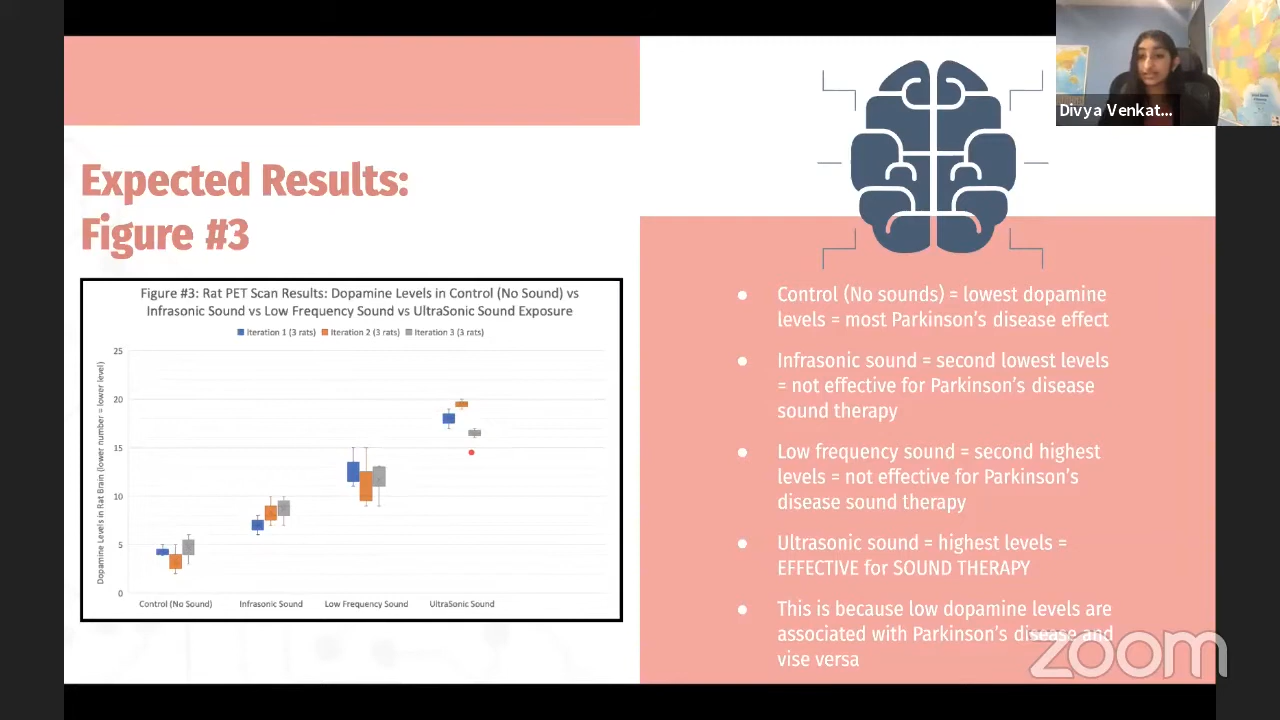 Divya Venkat...
Expected Results:
Figure #3
Figure #3: Rat PET Scan Results: Dopamine Levels in Control (No Sound) vs
Infrasonic Sound vs Low Frequency Sound vs UltraSonic Sound Exposure
Iteration 1 (3 rats) Iteration 2 (3 rats) Iteration 3 (3 rats)
Dopamine Levels in Rat Brain (lower number = lower level)
25
20
15
10
5
0
Control (No Sound) Infrasonic Sound Low Frequency Sound UltraSonic Sound
Control (No sounds) = lowest dopamine
levels = most Parkinson's disease effect
Infrasonic sound = second lowest levels
= not effective for Parkinson's disease
sound therapy
Low frequency sound = second highest
levels = not effective for Parkinson's
disease sound therapy
Ultrasonic sound = highest levels =
EFFECTIVE for SOUND THERAPY
This is because low dopamine levels are
associated with Parkinson's disease and
vise versa
zoom